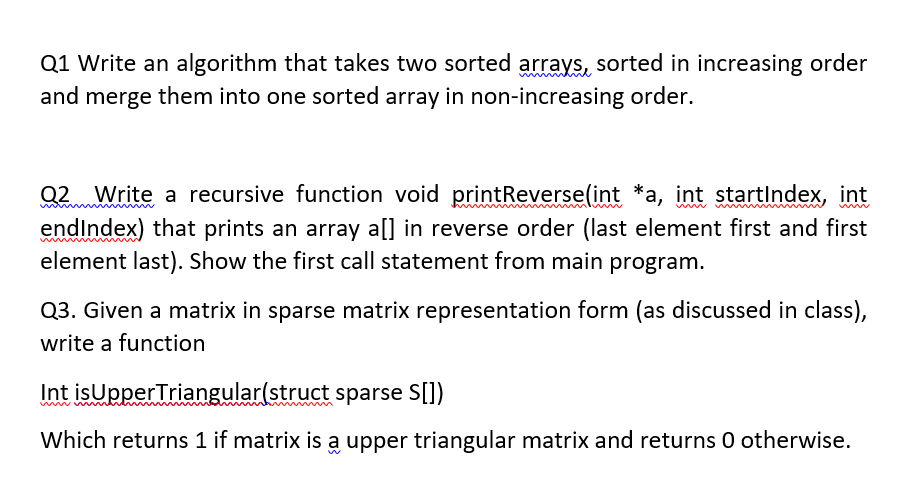 Q1 Write an algorithm that takes two sorted arrays, sorted in increasing order
and merge them into one sorted array in non-increasing order.
Q2 Write a recursive function void printReverse(int *a, int startIndex, int
endIndex) that prints an array a[] in reverse order (last element first and first
element last). Show the first call statement from main program.
Q3. Given a matrix in sparse matrix representation form (as discussed in class),
write a function
Int isUpperTriangular(struct sparse S[])
Which returns 1 if matrix is a upper triangular matrix and returns 0 otherwise.